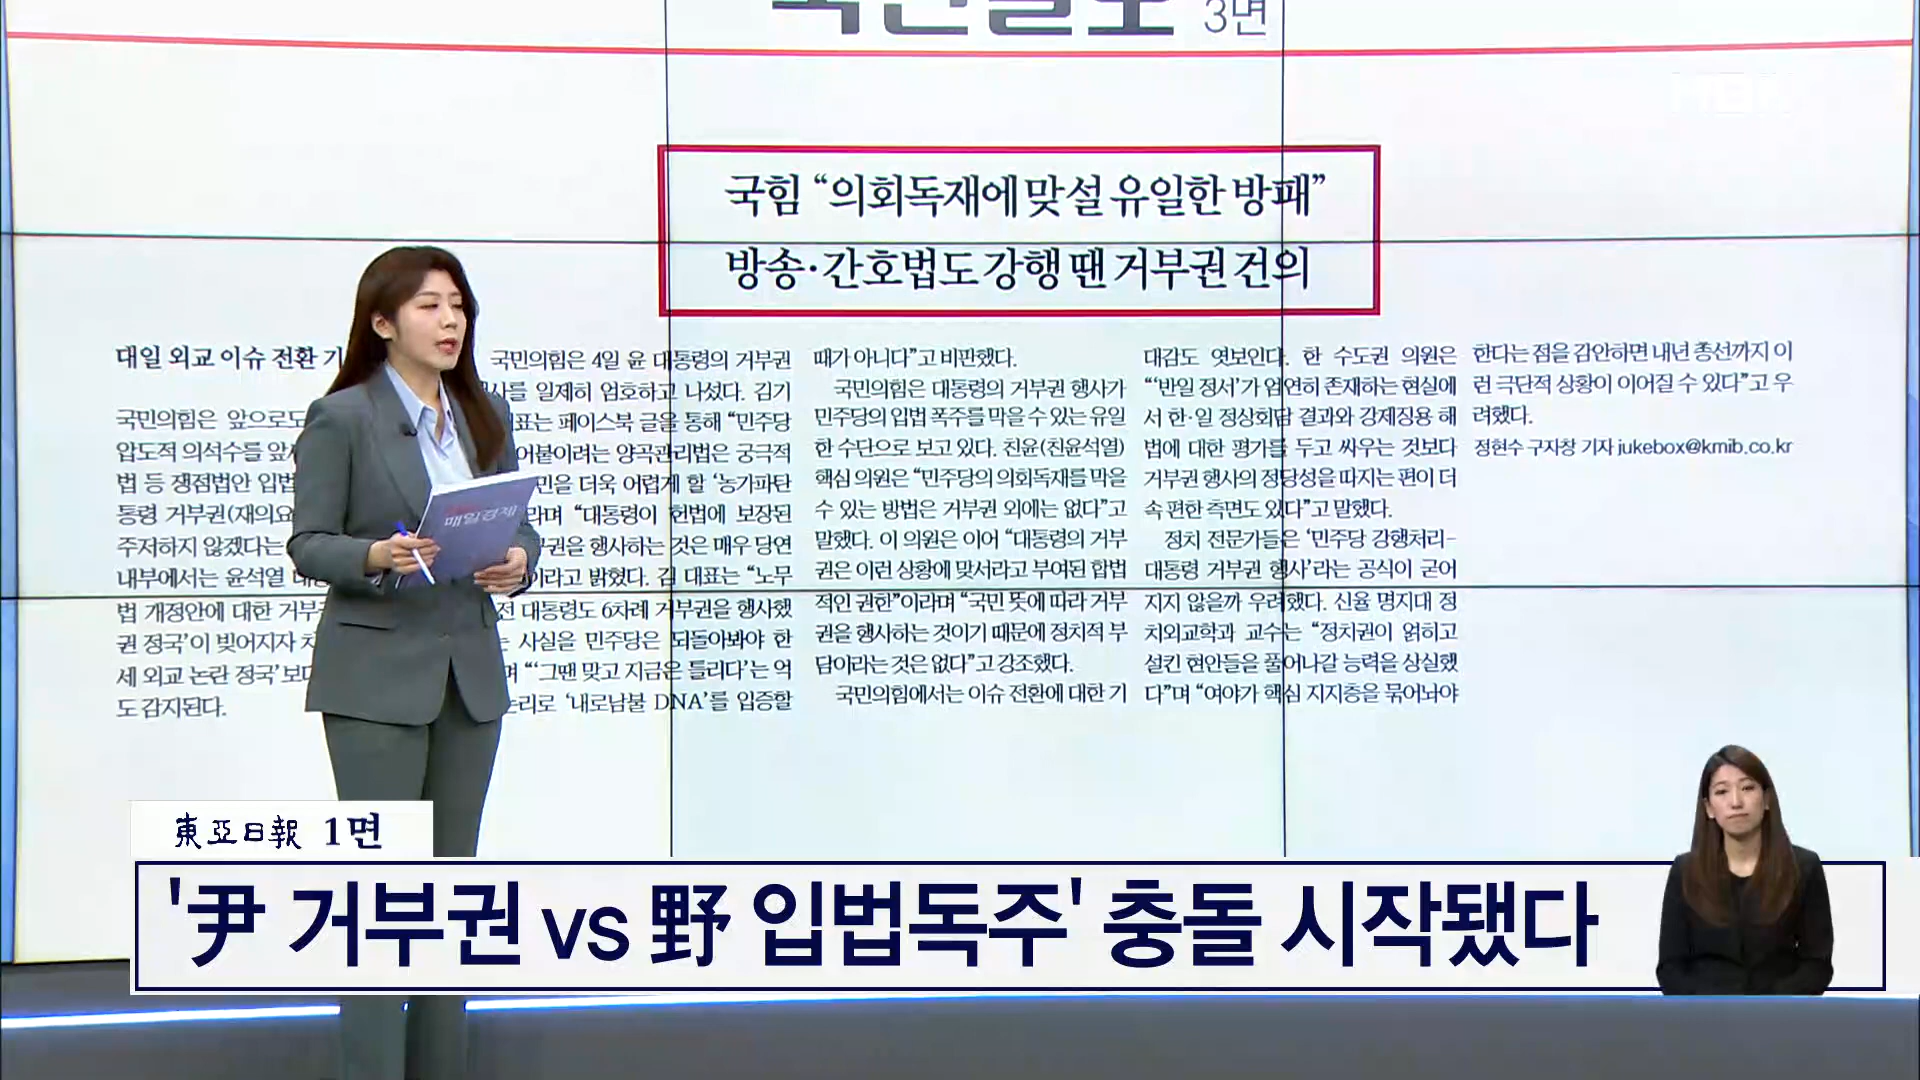 국민일보 3면
MBN
국힘 “의회독재에 맞설 유일한 방패”
방송·간호법도 강행 땐 거부권 건의
대일 외교 이슈 전환 기
국민의힘은 앞으로도
압도적 의석수를 앞세
법 등 쟁점법안 입법
통령 거부권(재의요
주저하지 않겠다는
내부에서는 윤석열 대
법 개정안에 대한 거부
권 정국’이 빚어지자 차
세 외교 논란 정국’보다
도 감지된다.
국민의힘은 4일 윤 대통령의 거부권
사를 일제히 엄호하고 나섰다. 김기
표는 페이스북 글을 통해 “민주당
어붙이려는 양곡관리법은 궁극적
민을 더욱 어렵게 할 ‘농가파탄
라며 “대통령이 헌법에 보장된
부권을 행사하는 것은 매우 당연
이라고 밝혔다. 김 대표는 “노무
전 대통령도 6차례 거부권을 행사했
는 사실을 민주당은 되돌아봐야 한
며 “‘그땐 맞고 지금은 틀리다’는 억
논리로 ‘내로남불 DNA’를 입증할
때가 아니다”고 비판했다.
국민의힘은 대통령의 거부권 행사가
민주당의 입법 폭주를 막을 수 있는 유일
한 수단으로 보고 있다. 친윤(친윤석열)
핵심 의원은 “민주당의 의회독재를 막을
수 있는 방법은 거부권 외에는 없다”고
말했다. 이 의원은 이어 “대통령의 거부
권은 이런 상황에 맞서라고 부여된 합법
적인 권한”이라며 “국민 뜻에 따라 거부
권을 행사하는 것이기 때문에 정치적 부
담이라는 것은 없다”고 강조했다.
국민의힘에서는 이슈 전환에 대한 기
대감도 엿보인다. 한 수도권 의원은
“‘반일 정서’가 엄연히 존재하는 현실에
서 한·일 정상회담 결과와 강제징용 해
법에 대한 평가를 두고 싸우는 것보다
거부권 행사의 정당성을 따지는 편이 더
속 편한 측면도 있다”고 말했다.
정치 전문가들은 ‘민주당 강행처리-
대통령 거부권 행사’라는 공식이 굳어
지지 않을까 우려했다. 신율 명지대 정
치외교학과 교수는 “정치권이 얽히고
설킨 현안들을 풀어나갈 능력을 상실했
다”며 “여야가 핵심 지지층을 묶어놔야
한다는 점을 감안하면 내년 총선까지 이
런 극단적 상황이 이어질 수 있다”고 우
려했다.
정현수 구자창 기자 jukebox@kmib.co.kr
매일경제
東亞日報 1면
'尹 거부권 vs 野 입법독주' 충돌 시작됐다